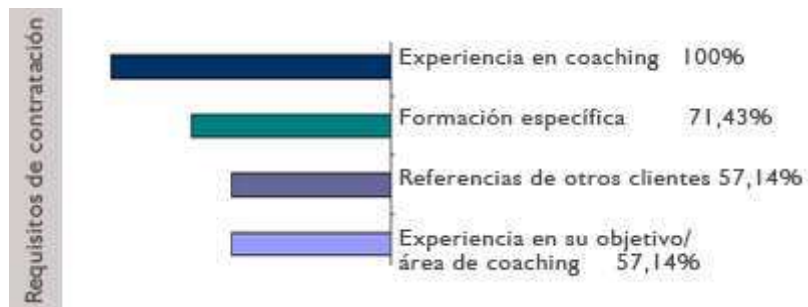 Requisitos de contratación
Experiencia en coaching 100%
Formación específica 71,43%
Referencias de otros clientes 57,14%
Experiencia en su objetivo/
área de coaching 57,14%